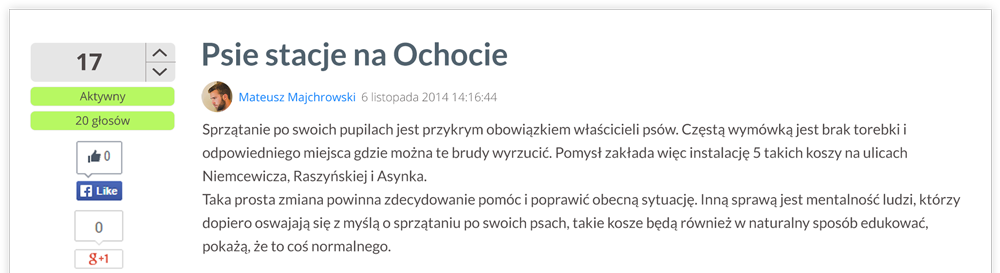 17
Aktywny
20 głosów
0
Like
0
g+1
Psie stacje na Ochocie
Mateusz Majchrowski 6 listopada 2014 14:16:44
Sprzątanie po swoich pupilach jest przykrym obowiązkiem właścicieli psów. Częstą wymówką jest brak torebki i
odpowiedniego miejsca gdzie można te brudy wyrzucić. Pomysł zakłada więc instalację 5 takich koszy na ulicach
Niemcewicza, Raszyńskiej i Asynka.
Taka prosta zmiana powinna zdecydowanie pomóc i poprawić obecną sytuację. Inną sprawą jest mentalność ludzi, którzy
dopiero oswajają się z myślą o sprzątaniu po swoich psach, takie kosze będą również w naturalny sposób edukować,
pokażą, że to coś normalnego.